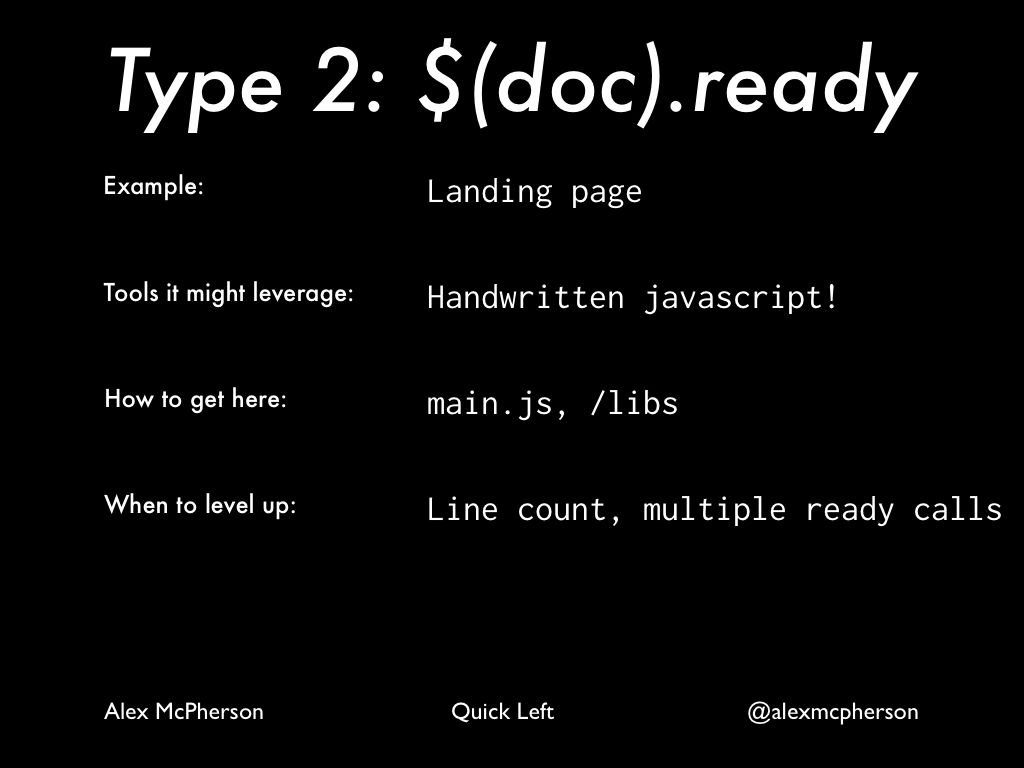 Type 2: $(doc).ready
Example: Landing page
Tools it might leverage: Handwritten javascript!
How to get here: main.js, /libs
When to level up: Line count, multiple ready calls
Alex McPherson Quick Left @alexmcpherson